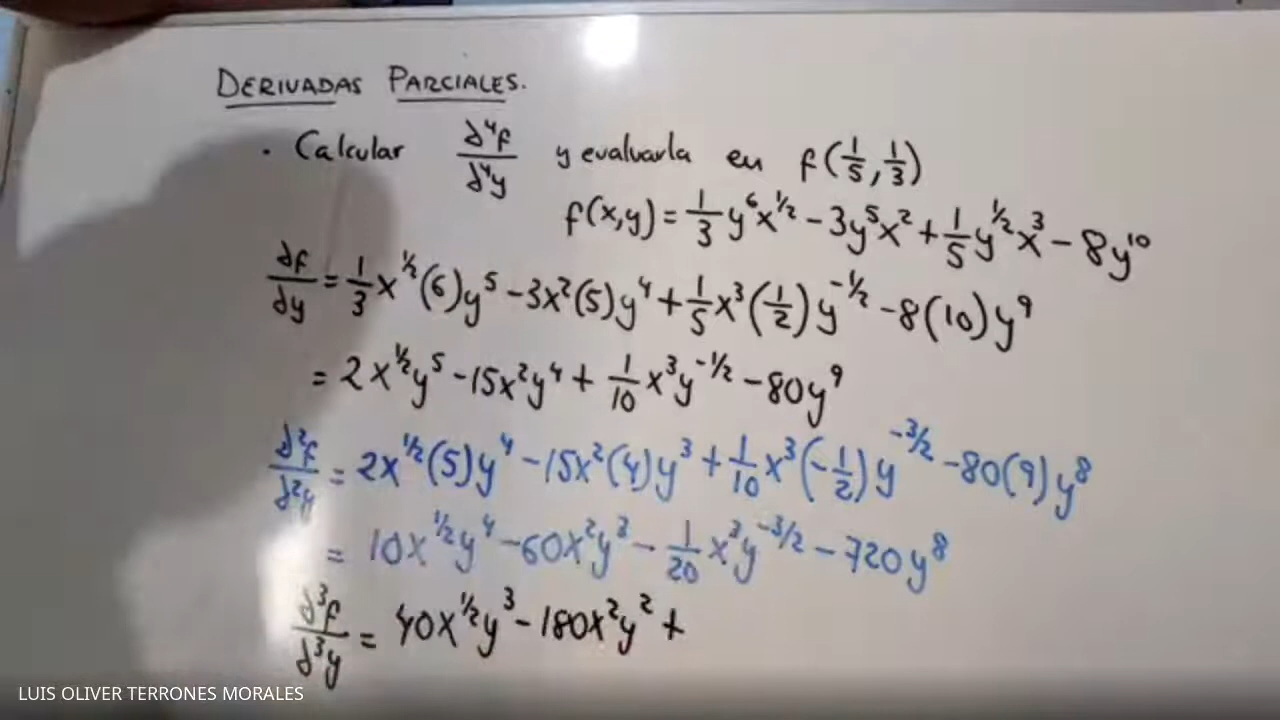 DERIVADAS PARCIALES.
· Calcular ∂⁴f/∂⁴y y evaluarla en f(1/5, 1/3)
f(x,y) = 1/3 y⁶x^1/2 − 3y⁵x² + 1/5 y^1/2 x³ − 8y¹⁰
∂f/∂y = 1/3 x^1/2 (6)y⁵ − 3x²(5)y⁴ + 1/5 x³(1/2)y^−1/2 − 8(10)y⁹
= 2x^1/2 y⁵ − 15x²y⁴ + 1/10 x³y^−1/2 − 80y⁹
∂²f/∂²y = 2x^1/2 (5)y⁴ − 15x²(4)y³ + 1/10 x³(−1/2)y^−3/2 − 80(9)y⁸
= 10x^1/2 y⁴ − 60x²y³ − 1/20 x³y^−3/2 − 720y⁸
∂³f/∂³y = 40x^1/2 y³ − 180x²y² +
LUIS OLIVER TERRONES MORALES